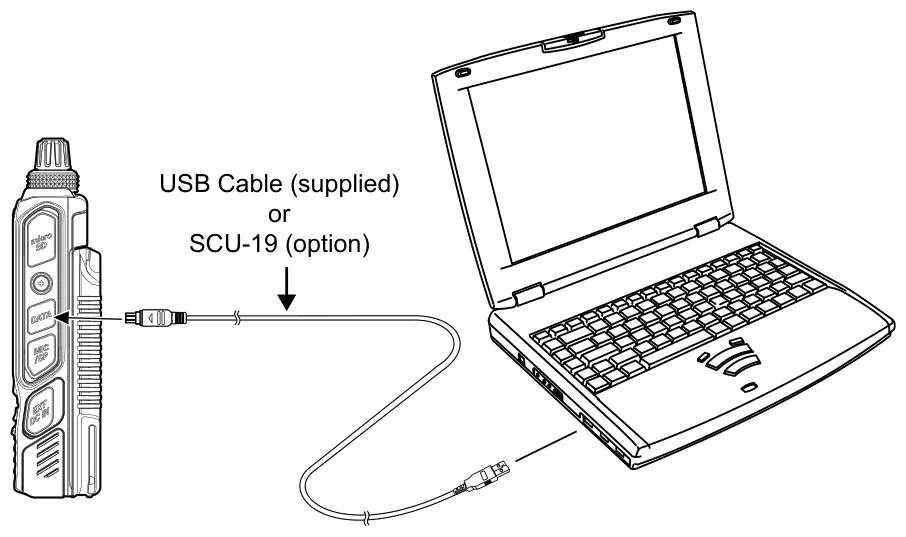 USB Cable (supplied)
or
SCU-19 (option)
micro
SD
DATA
MIC
/SP
EXT
DC IN